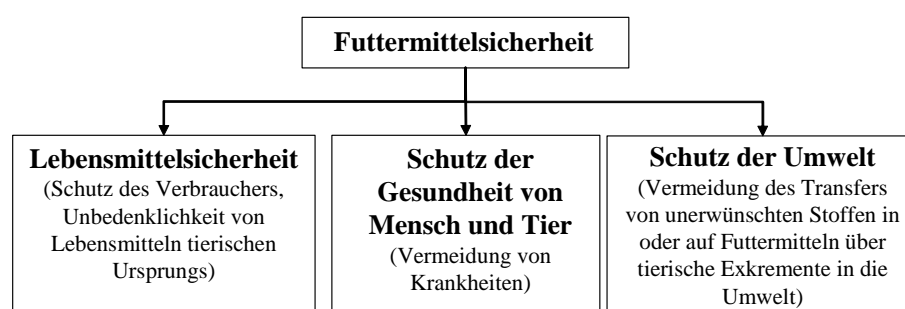 Futtermittelsicherheit
Lebensmittelsicherheit
(Schutz des Verbrauchers,
Unbedenklichkeit von
Lebensmitteln tierischen
Ursprungs)
Schutz der
Gesundheit von
Mensch und Tier
(Vermeidung von
Krankheiten)
Schutz der Umwelt
(Vermeidung des Transfers
von unerwünschten Stoffen in
oder auf Futtermitteln über
tierische Exkremente in die
Umwelt)